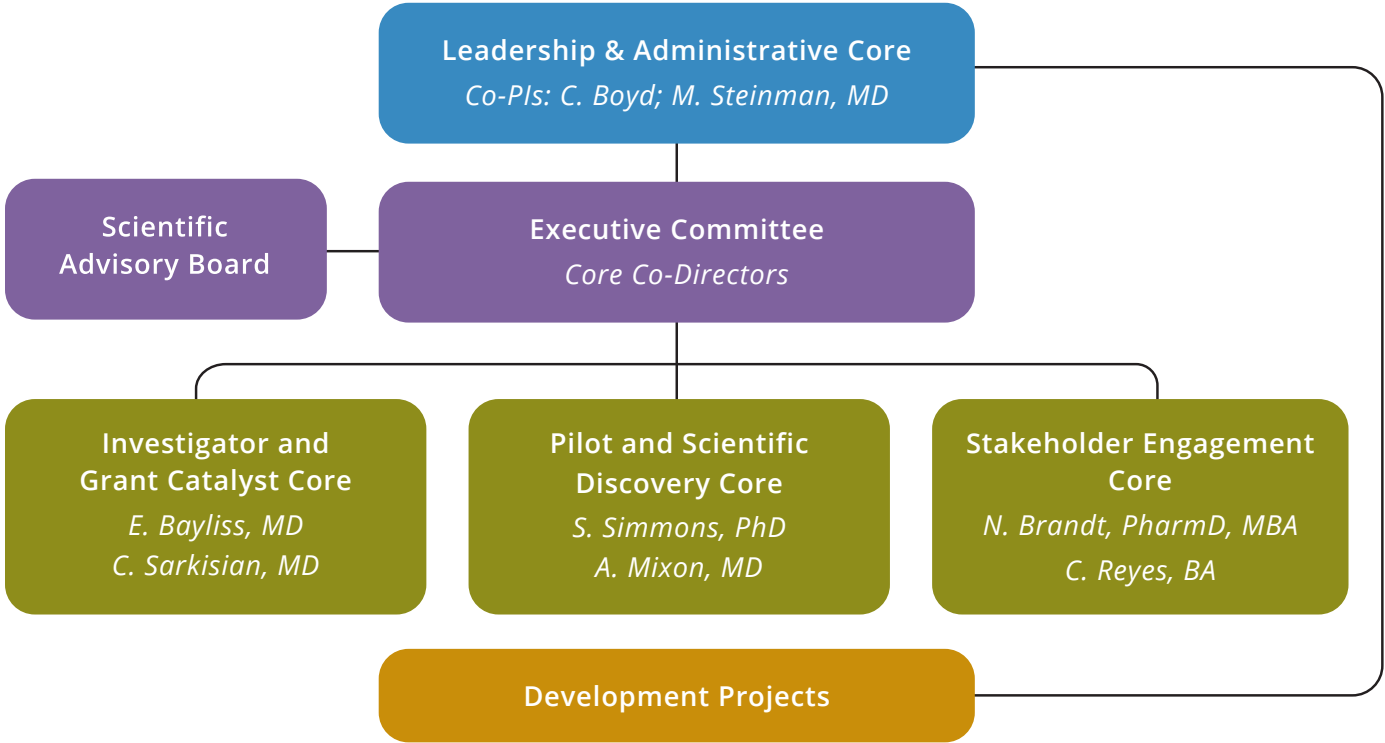 Leadership & Administrative Core
Co-PIs: C. Boyd; M. Steinman, MD
Scientific
Advisory Board
Executive Committee
Core Co-Directors
Investigator and
Grant Catalyst Core
E. Bayliss, MD
C. Sarkisian, MD
Pilot and Scientific
Discovery Core
S. Simmons, PhD
A. Mixon, MD
Stakeholder Engagement
Core
N. Brandt, PharmD, MBA
C. Reyes, BA
Development Projects